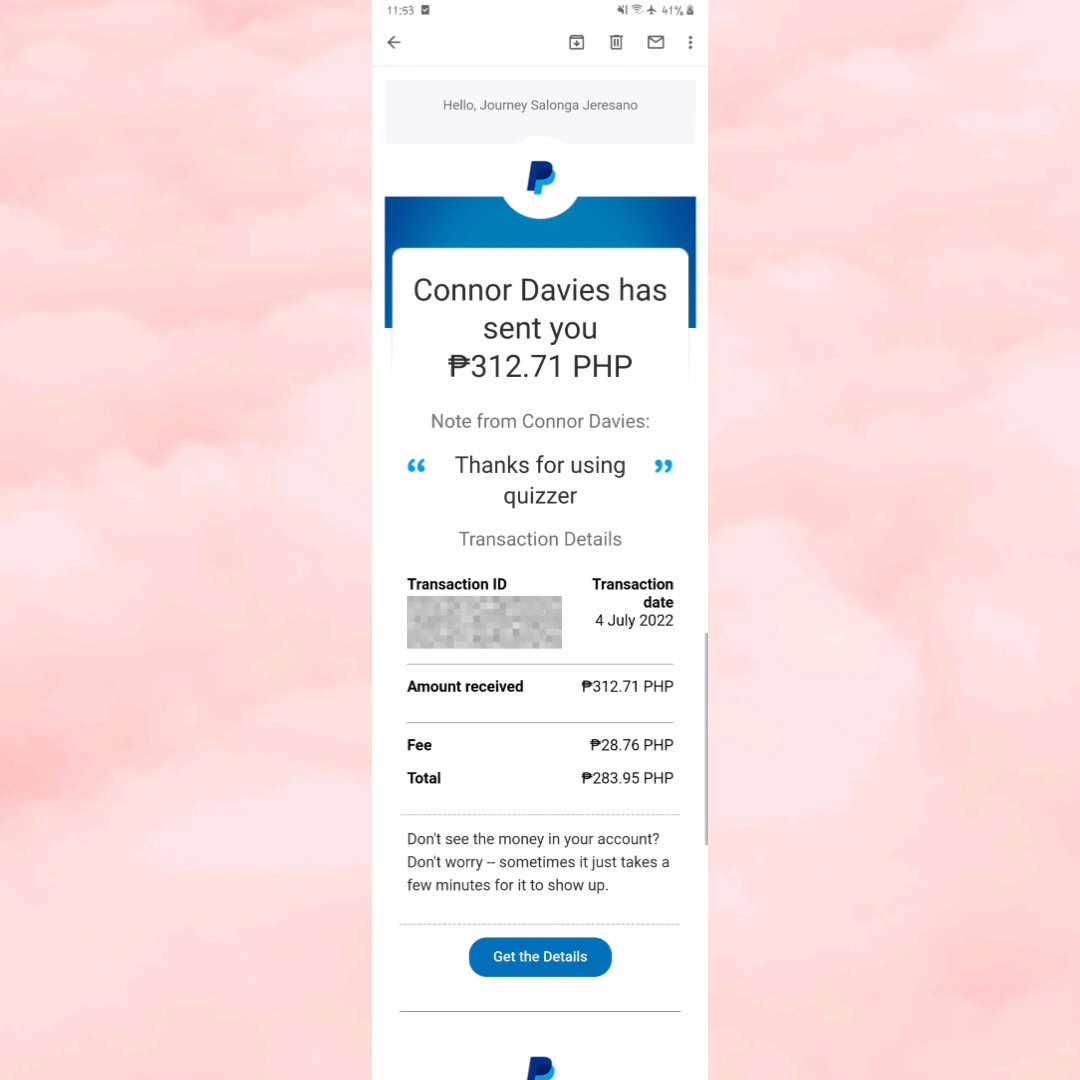 11:53 41%
Hello, Journey Salonga Jeresano
Connor Davies has
sent you
₱312.71 PHP
Note from Connor Davies:
“ Thanks for using ”
quizzer
Transaction Details
Transaction ID
Transaction
date
4 July 2022
Amount received ₱312.71 PHP
Fee ₱28.76 PHP
Total ₱283.95 PHP
Don't see the money in your account?
Don't worry -- sometimes it just takes a
few minutes for it to show up.
Get the Details